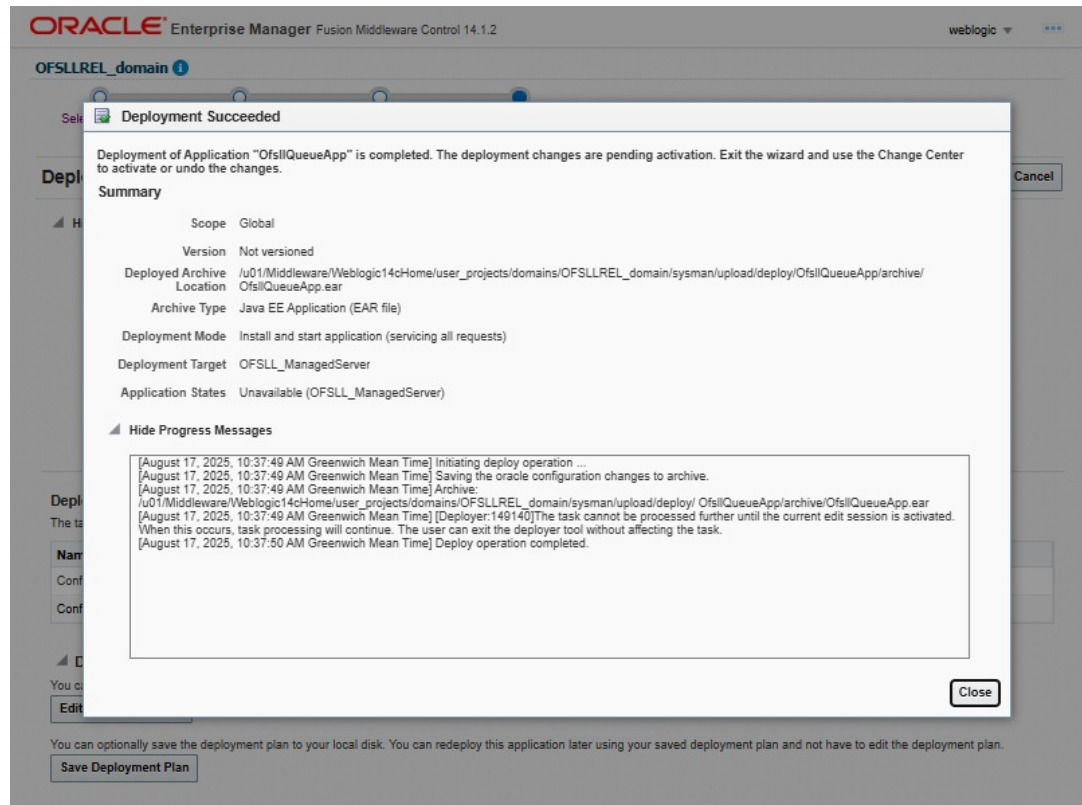 ORACLE Enterprise Manager Fusion Middleware Control 14.1.2
weblogic
OFSLLREL_domain
Deployment Succeeded
Deployment of Application "OfsllQueueApp" is completed. The deployment changes are pending activation. Exit the wizard and use the Change Center
to activate or undo the changes.
Cancel
Summary
Scope Global
Version Not versioned
Deployed Archive Location /u01/Middleware/Weblogic14cHome/user_projects/domains/OFSLLREL_domain/sysman/upload/deploy/OfsllQueueApp/archive/
OfsllQueueApp.ear
Archive Type Java EE Application (EAR file)
Deployment Mode Install and start application (servicing all requests)
Deployment Target OFSLL_ManagedServer
Application States Unavailable (OFSLL_ManagedServer)
Hide Progress Messages
[August 17, 2025, 10:37:49 AM Greenwich Mean Time] Initiating deploy operation ...
[August 17, 2025, 10:37:49 AM Greenwich Mean Time] Saving the oracle configuration changes to archive.
[August 17, 2025, 10:37:49 AM Greenwich Mean Time] Archive:
/u01/Middleware/Weblogic14cHome/user_projects/domains/OFSLLREL_domain/sysman/upload/deploy/ OfsllQueueApp/archive/OfsllQueueApp.ear
[August 17, 2025, 10:37:49 AM Greenwich Mean Time] [Deployer:149140]The task cannot be processed further until the current edit session is activated.
When this occurs, task processing will continue. The user can exit the deployer tool without affecting the task.
[August 17, 2025, 10:37:50 AM Greenwich Mean Time] Deploy operation completed.
Close
Edit
You can optionally save the deployment plan to your local disk. You can redeploy this application later using your saved deployment plan and not have to edit the deployment plan.
Save Deployment Plan